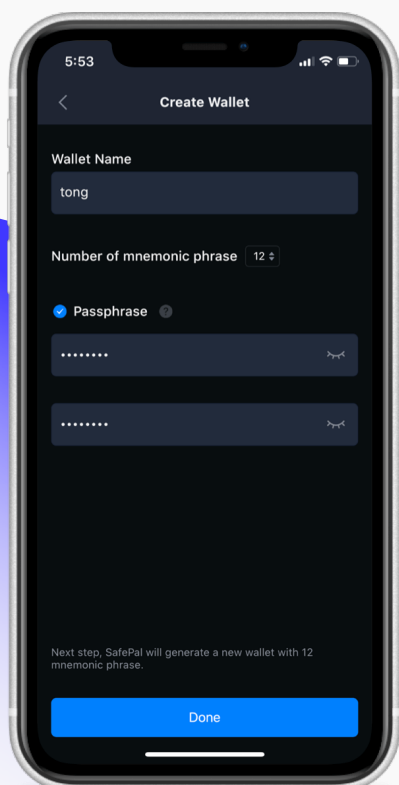 5:53
Create Wallet
Wallet Name
tong
Number of mnemonic phrase 12
Passphrase ?
••••••••
••••••••
Next step, SafePal will generate a new wallet with 12
mnemonic phrase.
Done